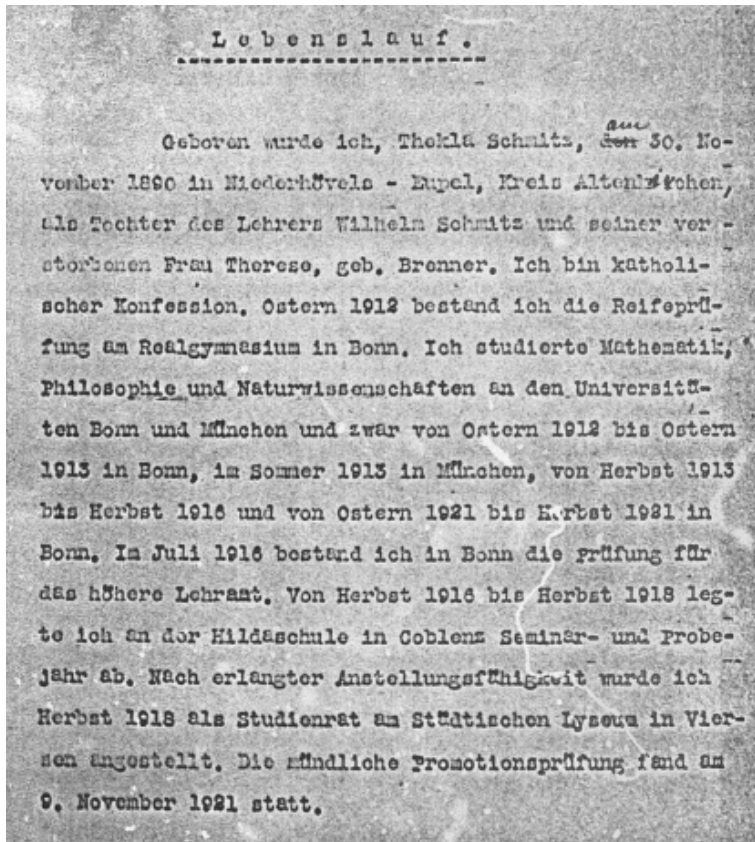 Lebenslauf.
am
Geboren wurde ich, Thekla Schmitz, den 30. No-
vember 1890 in Niederhövels - Eupel, Kreis Altenkirchen,
als Tochter des Lehrers Wilhelm Schmitz und seiner ver -
storbenen Frau Therese, geb. Brenner. Ich bin katholi-
scher Konfession. Ostern 1912 bestand ich die Reifeprü-
fung am Realgymnasium in Bonn. Ich studierte Mathematik,
Philosophie und Naturwissenschaften an den Universitä-
ten Bonn und München und zwar von Ostern 1912 bis Ostern
1913 in Bonn, im Sommer 1913 in München, von Herbst 1913
bis Herbst 1916 und von Ostern 1921 bis Herbst 1921 in
Bonn. Im Juli 1916 bestand ich in Bonn die Prüfung für
das höhere Lehramt. Von Herbst 1916 bis Herbst 1918 leg-
te ich an der Hildaschule in Coblenz Seminar- und Probe-
jahr ab. Nach erlangter Anstellungsfähigkeit wurde ich
Herbst 1918 als Studienrat am Städtischen Lyzeum in Vier-
sen angestellt. Die mündliche Promotionsprüfung fand am
9. November 1921 statt.